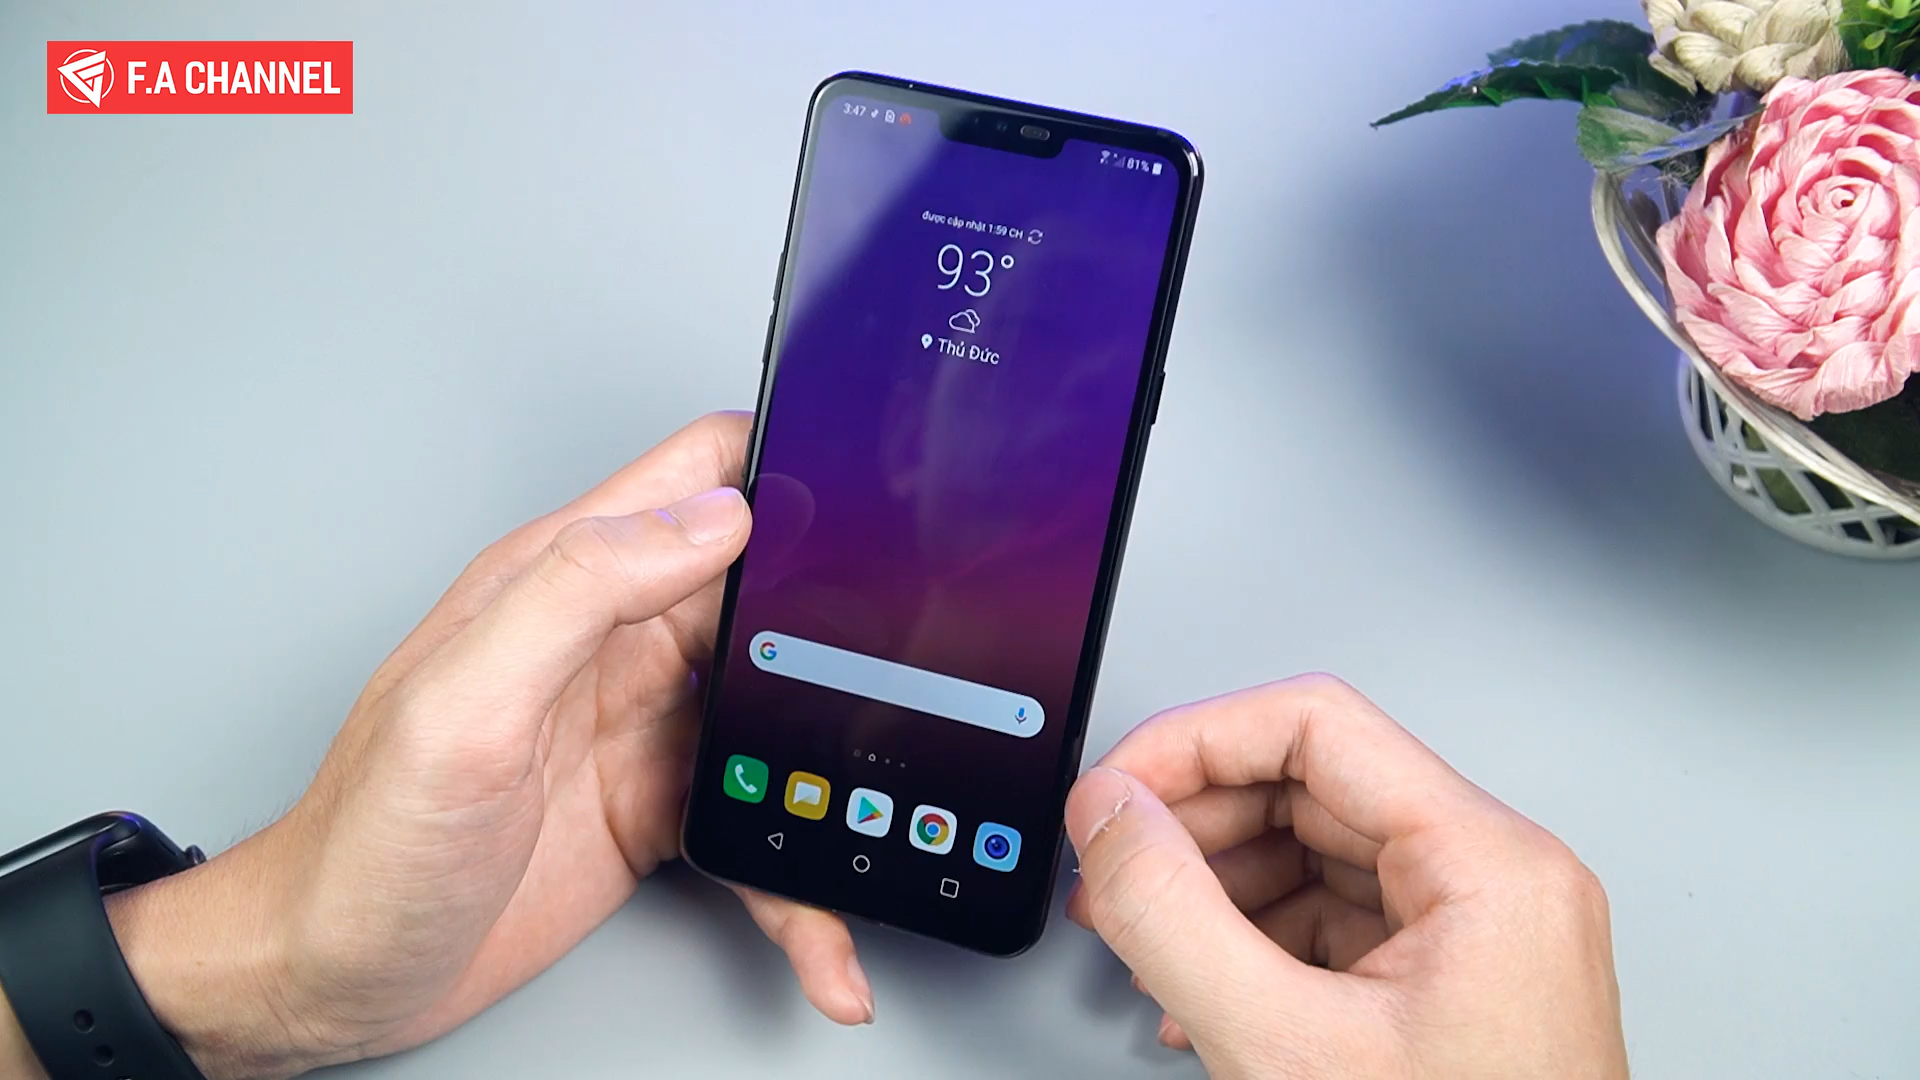 F.A CHANNEL
3:47
81%
được cập nhật 1:59 CH
93°
Thủ Đức